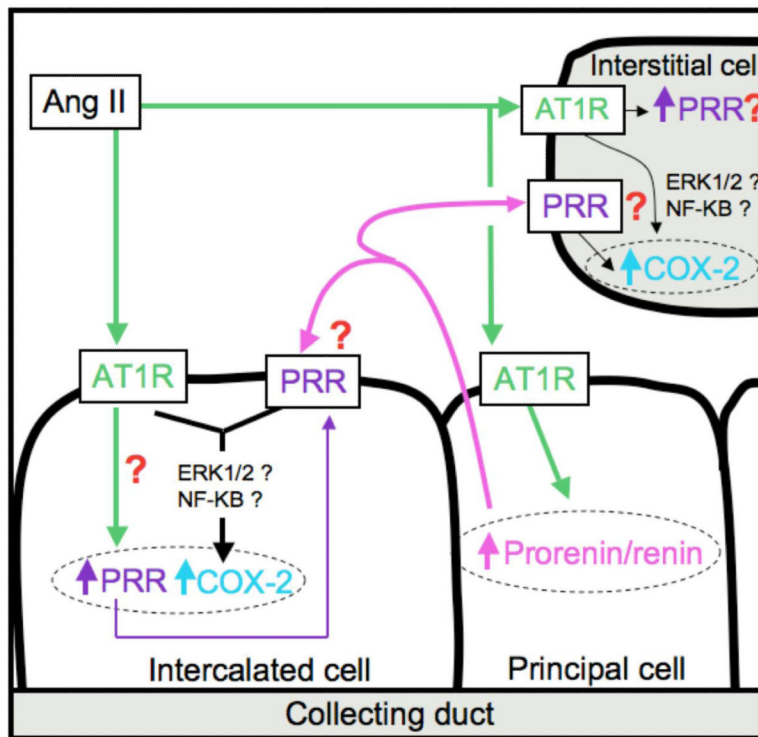 Interstitial cel
Ang II
AT1R
PRR?
ERK1/2 ?
NF-KB ?
PRR
?
COX-2
?
AT1R
PRR
AT1R
?
ERK1/2 ?
NF-KB ?
PRR COX-2
Prorenin/renin
Intercalated cell
Principal cell
Collecting duct